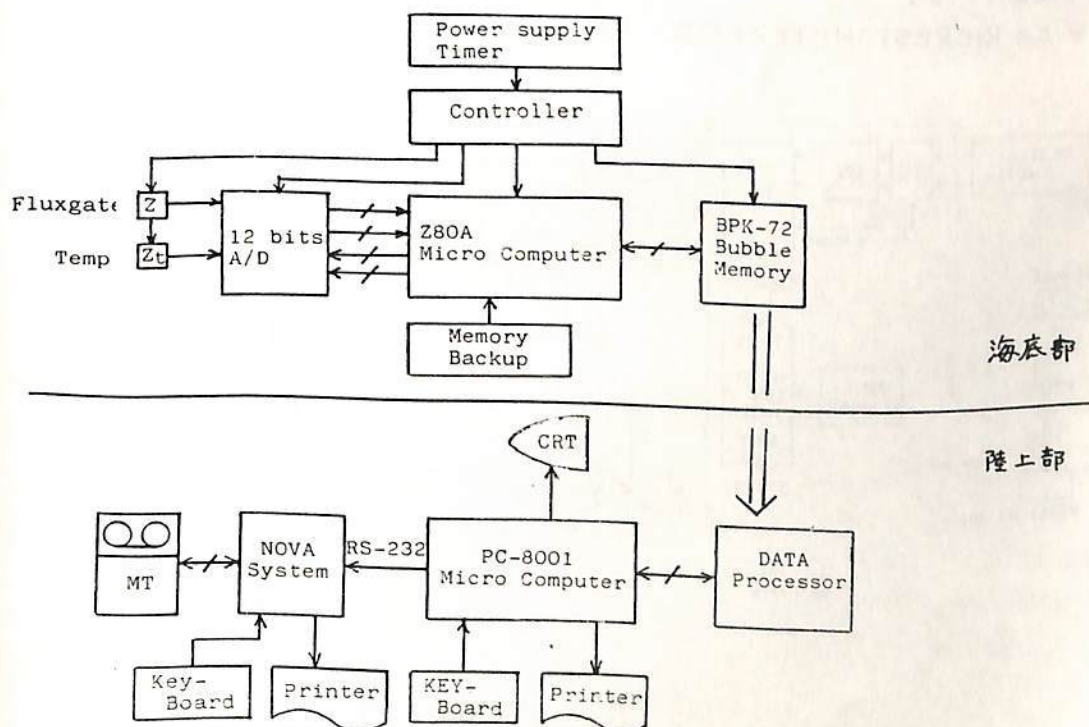 Power supply
Timer
Controller
Fluxgate
Z
Temp
Zt
12 bits
A/D
Z80A
Micro Computer
BPK-72
Bubble
Memory
Memory
Backup
海底部
陸上部
CRT
MT
NOVA
System
RS-232
PC-8001
Micro Computer
DATA
Processor
Key-
Board
Printer
KEY-
Board
Printer